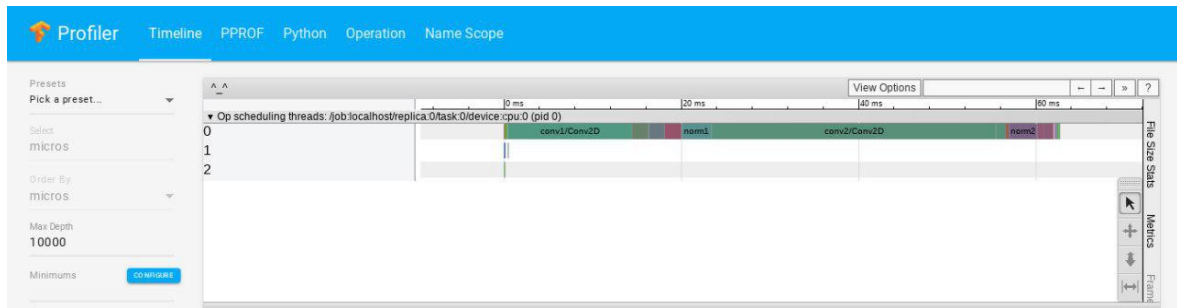 Profiler Timeline PPROF Python Operation Name Scope
Presets
Pick a preset...
Select
micros
Order By
micros
Max Depth
10000
Minimums CONFIGURE
^_^
View Options ← → » ?
0 ms 20 ms 40 ms 60 ms
▾ Op scheduling threads: /job:localhost/replica:0/task:0/device:cpu:0 (pid 0)
0 conv1/Conv2D norm1 conv2/Conv2D norm2
1
2
File Size Stats
Metrics
Frame